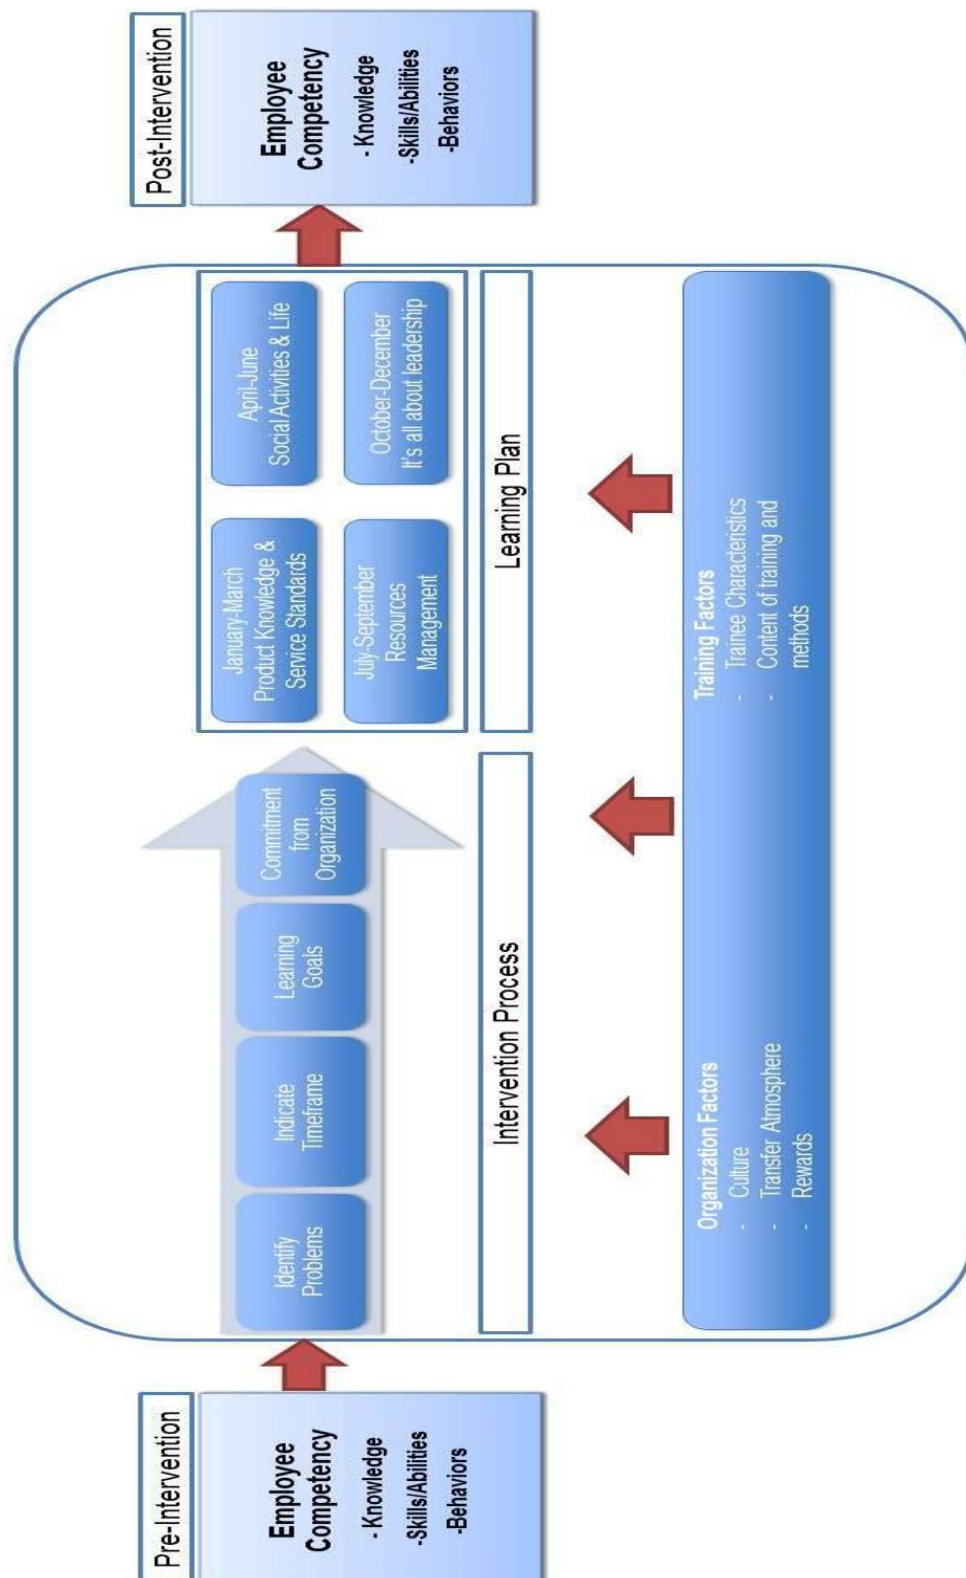 Pre-Intervention
Employee
Competency
- Knowledge
-Skills/Abilities
-Behaviors
Identify
Problems
Indicate
Timeframe
Learning
Goals
Commitment
from
Organization
Intervention Process
January-March
Product Knowledge &
Service Standards
April-June
Social Activities & Life
July-September
Resources
Management
October-December
It's all about leadership
Learning Plan
Organization Factors
- Culture
- Transfer Atmosphere
- Rewards
Training Factors
- Trainee Characteristics
- Content of training and
methods
Post-Intervention
Employee
Competency
- Knowledge
-Skills/Abilities
-Behaviors